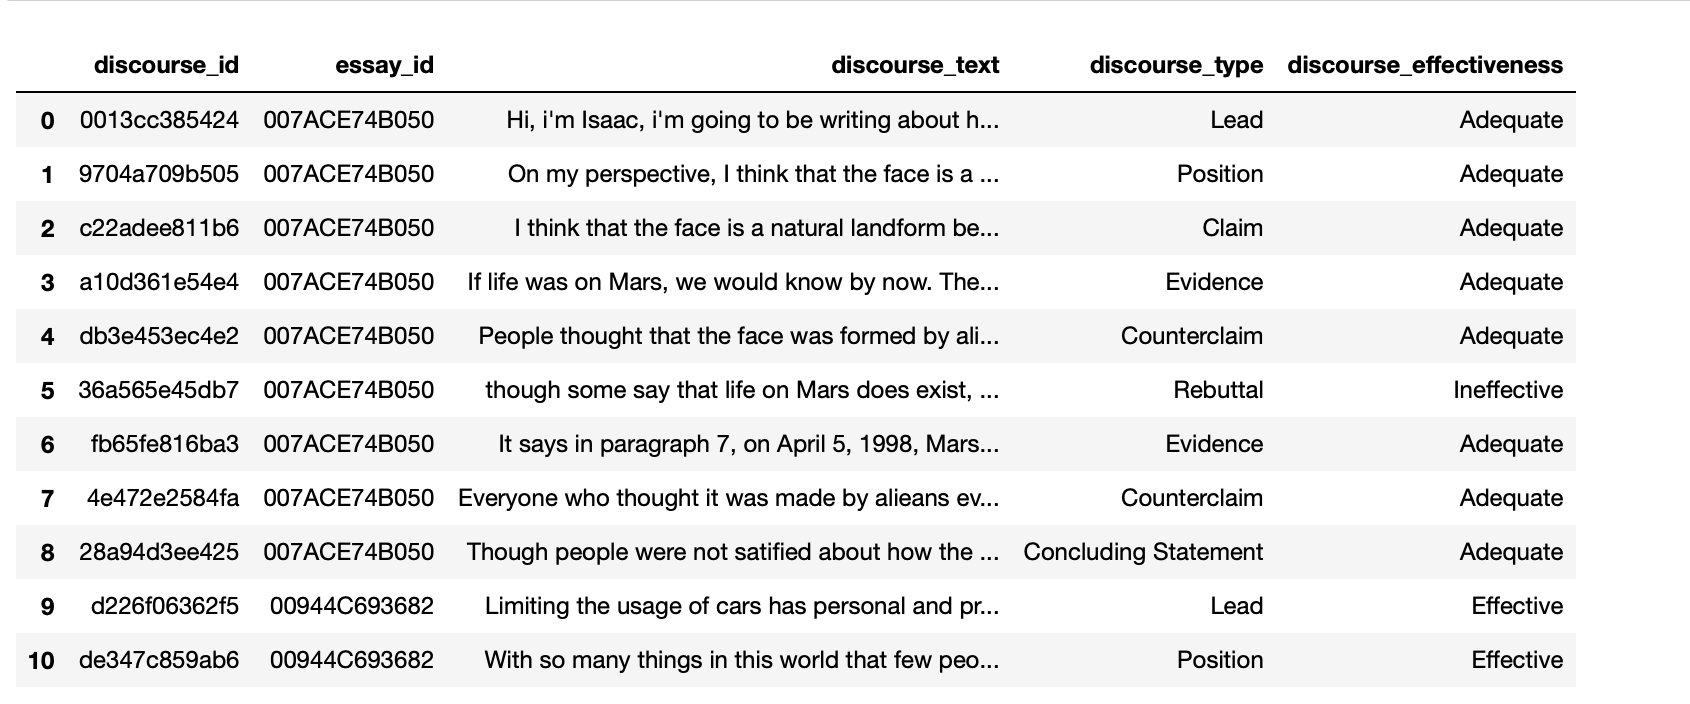 discourse_id essay_id discourse_text discourse_type discourse_effectiveness
0 0013cc385424 007ACE74B050 Hi, i'm Isaac, i'm going to be writing about h... Lead Adequate
1 9704a709b505 007ACE74B050 On my perspective, I think that the face is a ... Position Adequate
2 c22adee811b6 007ACE74B050 I think that the face is a natural landform be... Claim Adequate
3 a10d361e54e4 007ACE74B050 If life was on Mars, we would know by now. The... Evidence Adequate
4 db3e453ec4e2 007ACE74B050 People thought that the face was formed by ali... Counterclaim Adequate
5 36a565e45db7 007ACE74B050 though some say that life on Mars does exist, ... Rebuttal Ineffective
6 fb65fe816ba3 007ACE74B050 It says in paragraph 7, on April 5, 1998, Mars... Evidence Adequate
7 4e472e2584fa 007ACE74B050 Everyone who thought it was made by alieans ev... Counterclaim Adequate
8 28a94d3ee425 007ACE74B050 Though people were not satified about how the ... Concluding Statement Adequate
9 d226f06362f5 00944C693682 Limiting the usage of cars has personal and pr... Lead Effective
10 de347c859ab6 00944C693682 With so many things in this world that few peo... Position Effective